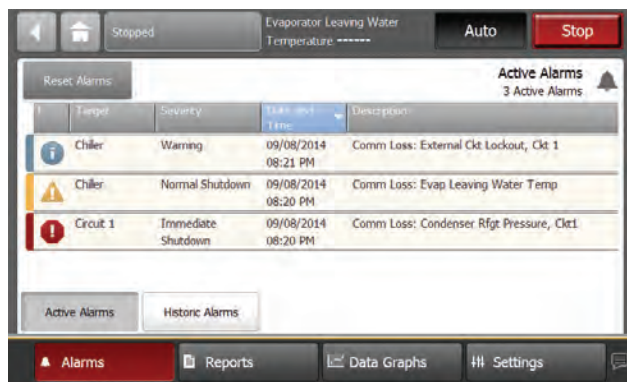 Stopped
Evaporator Leaving Water
Temperature ------
Auto
Stop
Reset Alarms
Active Alarms
3 Active Alarms
!
Target
Severity
Date and
Time
Description
Chiller
Warning
09/08/2014
08:21 PM
Comm Loss: External Ckt Lockout, Ckt 1
Chiller
Normal Shutdown
09/08/2014
08:20 PM
Comm Loss: Evap Leaving Water Temp
Circuit 1
Immediate
Shutdown
09/08/2014
08:20 PM
Comm Loss: Condenser Rfgt Pressure, Ckt1
Active Alarms
Historic Alarms
Alarms
Reports
Data Graphs
Settings